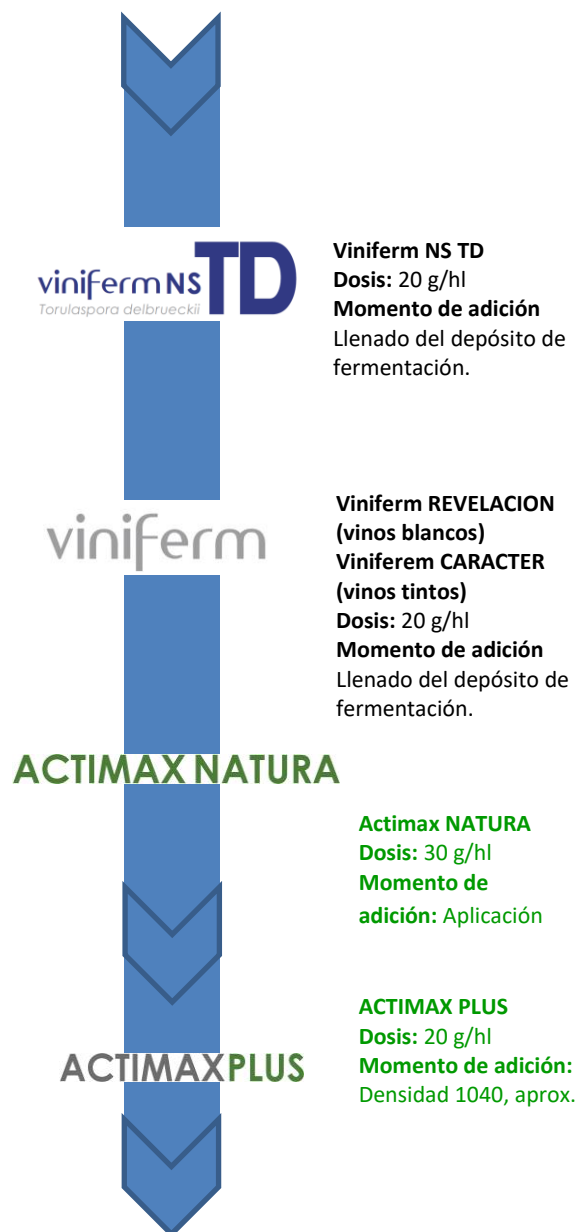 viniferm NS TD
Torulaspora delbrueckii
Viniferm NS TD
Dosis: 20 g/hl
Momento de adición
Llenado del depósito de
fermentación.
viniferm
Viniferm REVELACION
(vinos blancos)
Viniferem CARACTER
(vinos tintos)
Dosis: 20 g/hl
Momento de adición
Llenado del depósito de
fermentación.
ACTIMAX NATURA
Actimax NATURA
Dosis: 30 g/hl
Momento de
adición: Aplicación
ACTIMAXPLUS
ACTIMAX PLUS
Dosis: 20 g/hl
Momento de adición:
Densidad 1040, aprox.